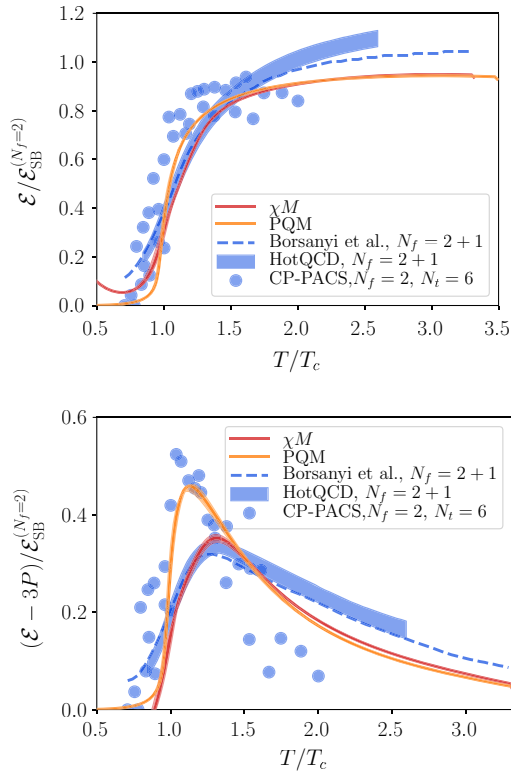 1.2
1.0
0.8
0.6
0.4
0.2
0.0
ℰ/ℰ_SB^(N_f=2)
χM
PQM
Borsanyi et al., N_f = 2 + 1
HotQCD, N_f = 2 + 1
CP-PACS,N_f = 2, N_t = 6
0.5 1.0 1.5 2.0 2.5 3.0 3.5
T/T_c
0.6
0.4
0.2
0.0
(ℰ − 3P)/ℰ_SB^(N_f=2)
χM
PQM
Borsanyi et al., N_f = 2 + 1
HotQCD, N_f = 2 + 1
CP-PACS,N_f = 2, N_t = 6
0.5 1.0 1.5 2.0 2.5 3.0
T/T_c